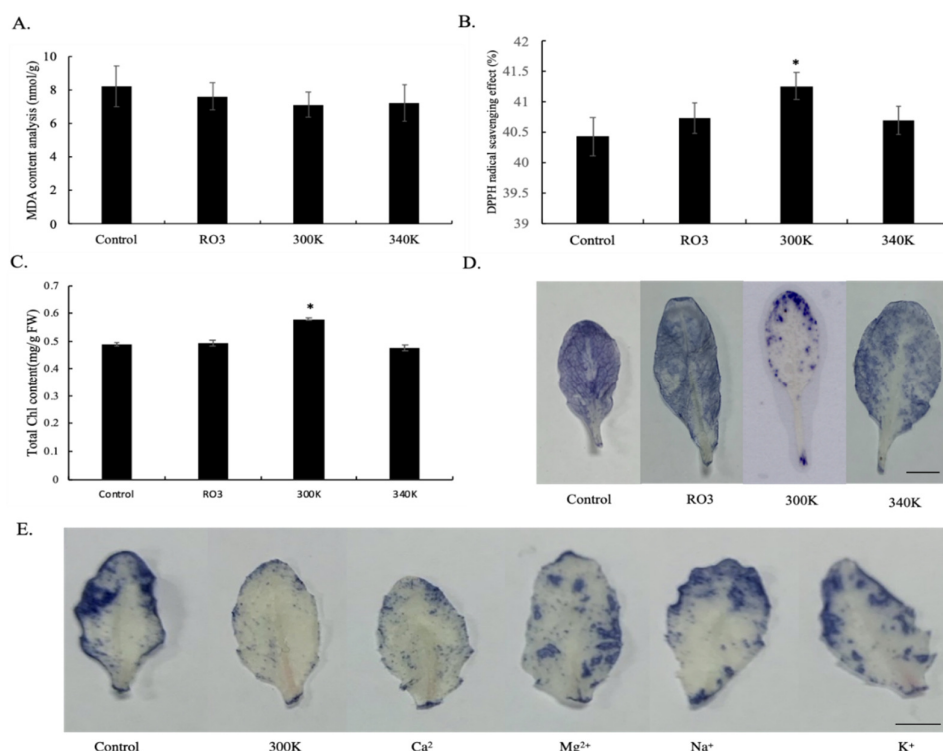 A.
MDA content analysis (nmol/g)
10
8
6
4
2
0
Control RO3 300K 340K
B.
DPPH radical scavenging effect (%)
42
41.5
41
40.5
40
39.5
39
*
Control RO3 300K 340K
C.
Total Chl content(mg/g FW)
0.7
0.6
0.5
0.4
0.3
0.2
0.1
0
*
Control RO3 300K 340K
D.
Control RO3 300K 340K
E.
Control 300K Ca² Mg²⁺ Na⁺ K⁺